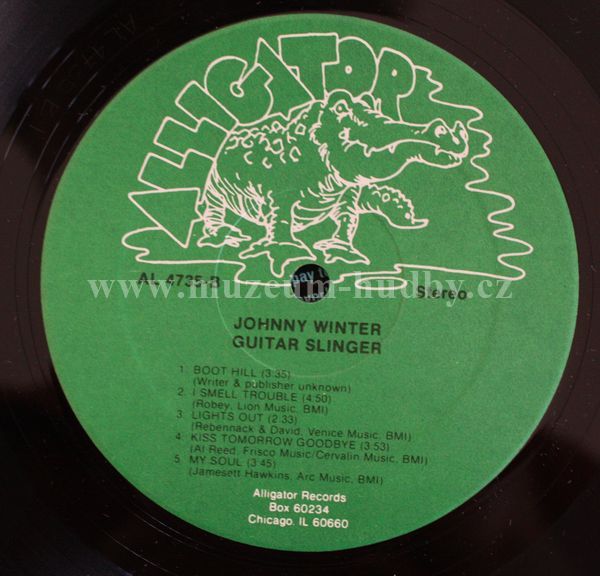 ALLIGATOR
AL 4735-B
Stereo
www.muzeum-hudby.cz
JOHNNY WINTER
GUITAR SLINGER
1. BOOT HILL (3:35)
(Writer & publisher unknown)
2. I SMELL TROUBLE (4:50)
(Robey, Lion Music, BMI)
3. LIGHTS OUT (2:33)
(Rebennack & David, Venice Music, BMI)
4. KISS TOMORROW GOODBYE (3:53)
(Al Reed, Frisco Music/Cervalin Music, BMI)
5. MY SOUL (3:45)
(Jamesett Hawkins, Arc Music, BMI)
Alligator Records
Box 60234
Chicago, IL 60660